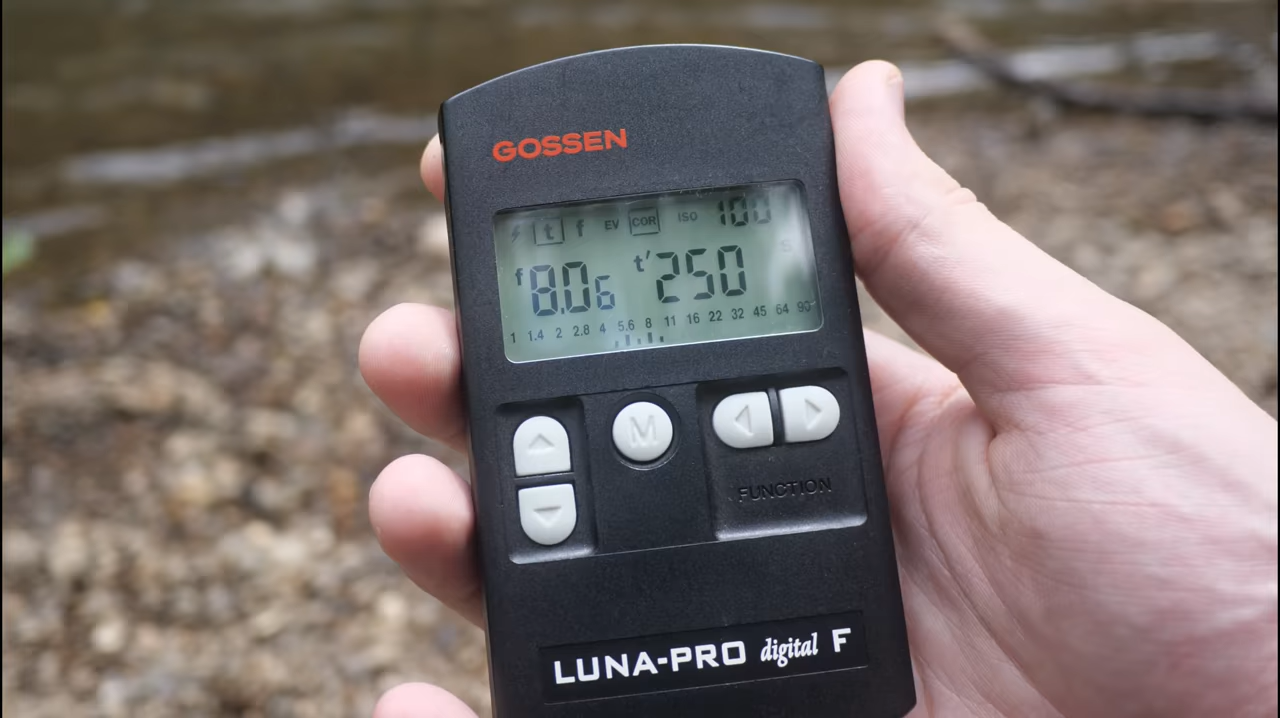 GOSSEN
t f EV COR ISO 100
f 8.0 6 t' 250 S
1 1.4 2 2.8 4 5.6 8 11 16 22 32 45 64 90
M
FUNCTION
LUNA-PRO digital F